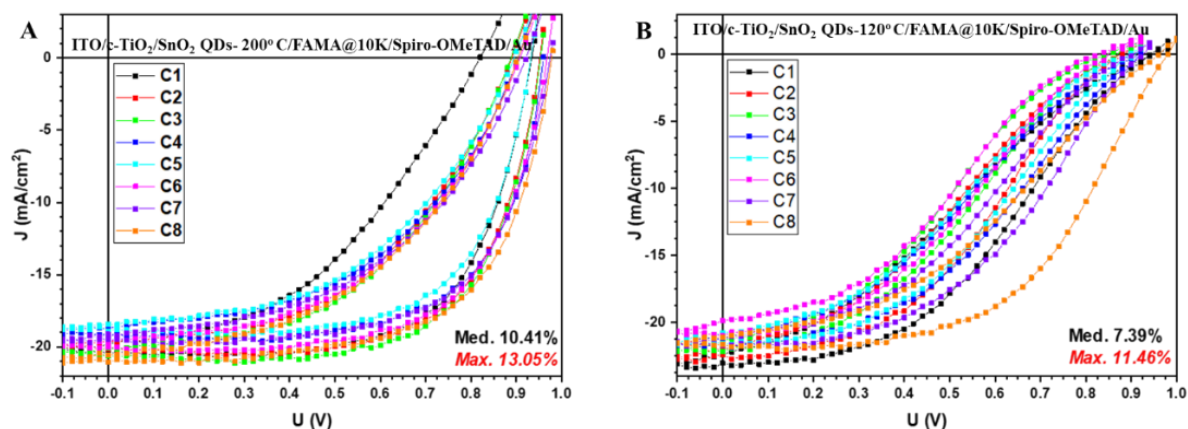 A
ITO/c-TiO₂/SnO₂ QDs- 200° C/FAMA@10K/Spiro-OMeTAD/Au
0
-5
-10
-15
-20
J (mA/cm²)
C1
C2
C3
C4
C5
C6
C7
C8
Med. 10.41%
Max. 13.05%
-0.1 0.0 0.1 0.2 0.3 0.4 0.5 0.6 0.7 0.8 0.9 1.0
U (V)
B
ITO/c-TiO₂/SnO₂ QDs-120° C/FAMA@10K/Spiro-OMeTAD/Au
0
-5
-10
-15
-20
J (mA/cm²)
C1
C2
C3
C4
C5
C6
C7
C8
Med. 7.39%
Max. 11.46%
-0.1 0.0 0.1 0.2 0.3 0.4 0.5 0.6 0.7 0.8 0.9 1.0
U (V)